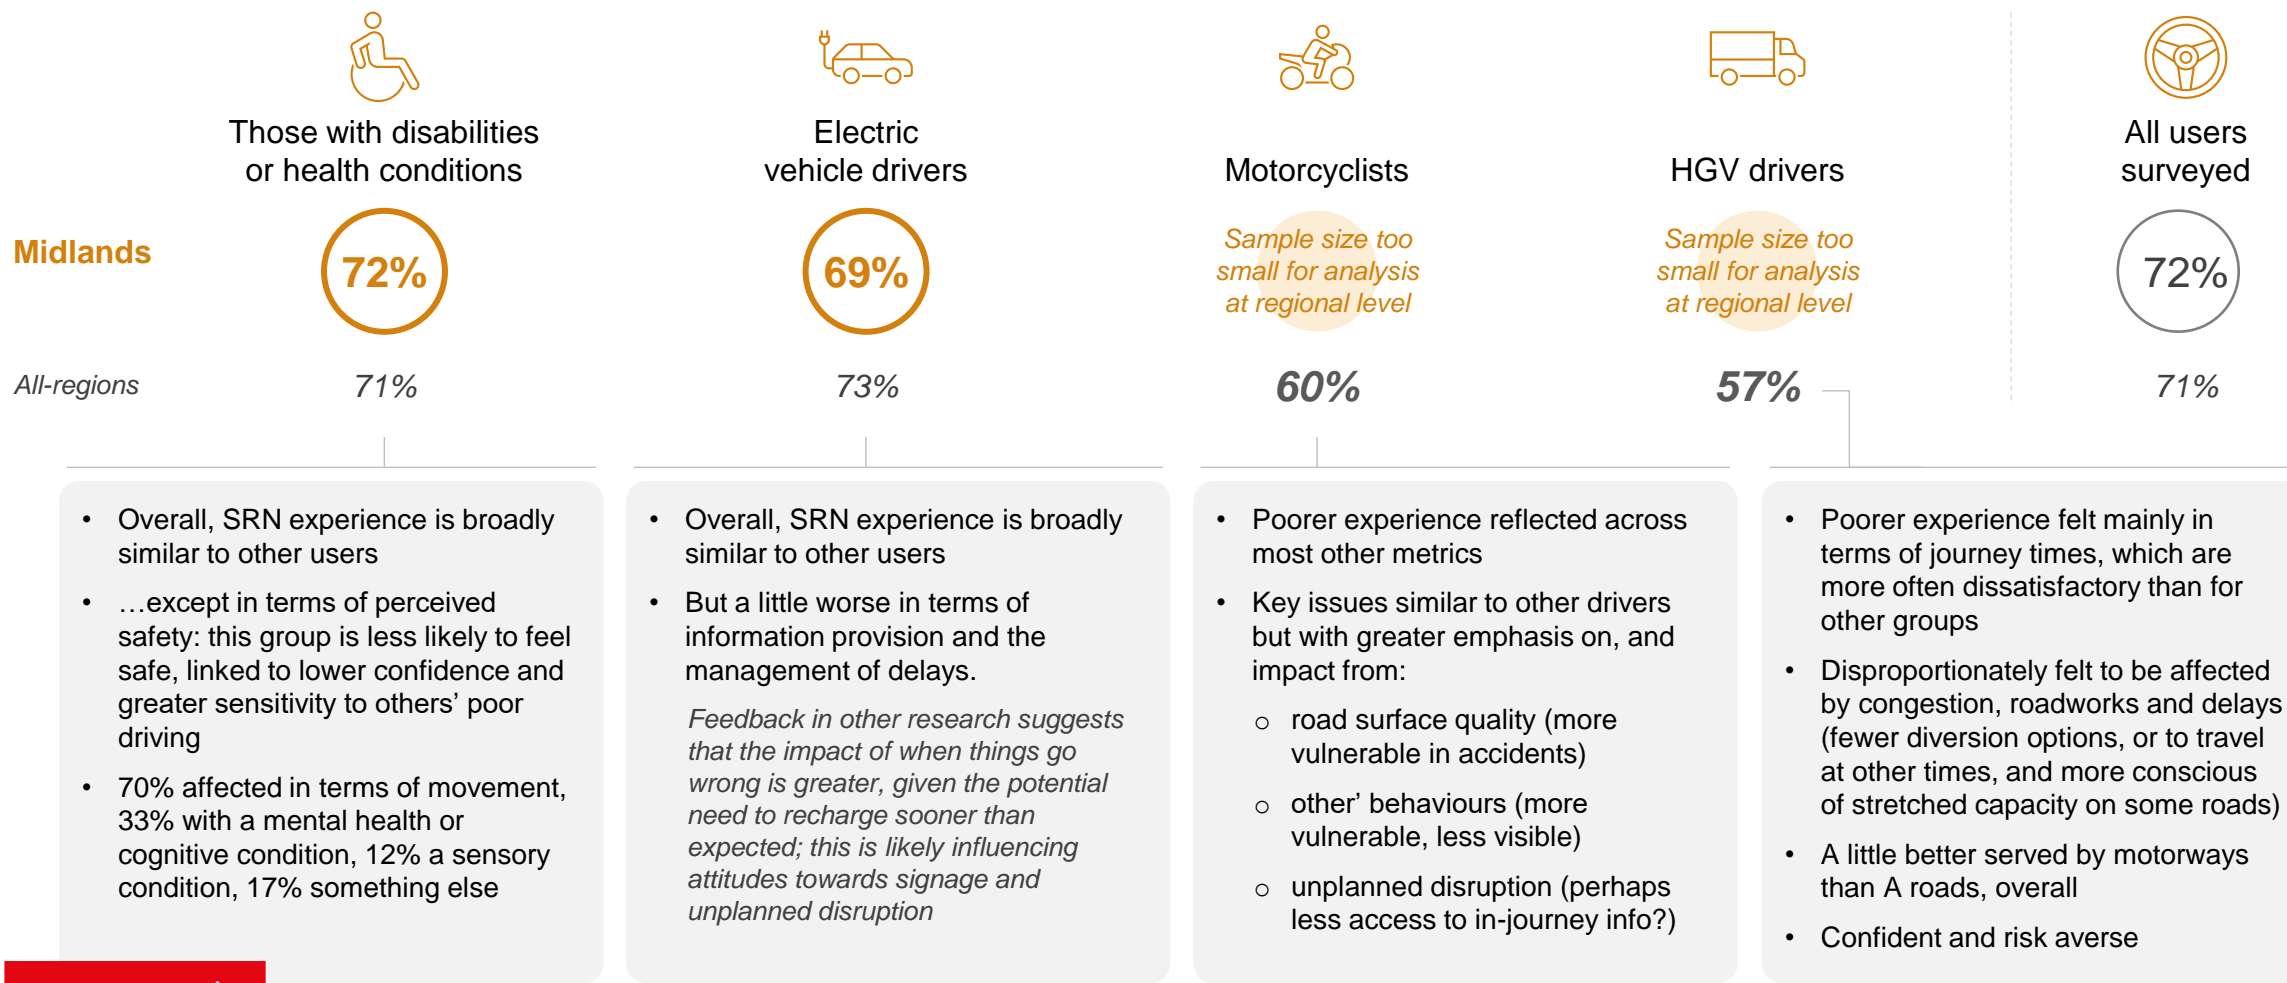 Those with disabilities
or health conditions
Electric
vehicle drivers
Motorcyclists
HGV drivers
All users
surveyed
Midlands
72%
69%
Sample size too
small for analysis
at regional level
Sample size too
small for analysis
at regional level
72%
All-regions
71%
73%
60%
57%
71%
• Overall, SRN experience is broadly
similar to other users
• …except in terms of perceived
safety: this group is less likely to feel
safe, linked to lower confidence and
greater sensitivity to others’ poor
driving
• 70% affected in terms of movement,
33% with a mental health or
cognitive condition, 12% a sensory
condition, 17% something else
• Overall, SRN experience is broadly
similar to other users
• But a little worse in terms of
information provision and the
management of delays.
Feedback in other research suggests
that the impact of when things go
wrong is greater, given the potential
need to recharge sooner than
expected; this is likely influencing
attitudes towards signage and
unplanned disruption
• Poorer experience reflected across
most other metrics
• Key issues similar to other drivers
but with greater emphasis on, and
impact from:
o road surface quality (more
vulnerable in accidents)
o other’ behaviours (more
vulnerable, less visible)
o unplanned disruption (perhaps
less access to in-journey info?)
• Poorer experience felt mainly in
terms of journey times, which are
more often dissatisfactory than for
other groups
• Disproportionately felt to be affected
by congestion, roadworks and delays
(fewer diversion options, or to travel
at other times, and more conscious
of stretched capacity on some roads)
• A little better served by motorways
than A roads, overall
• Confident and risk averse